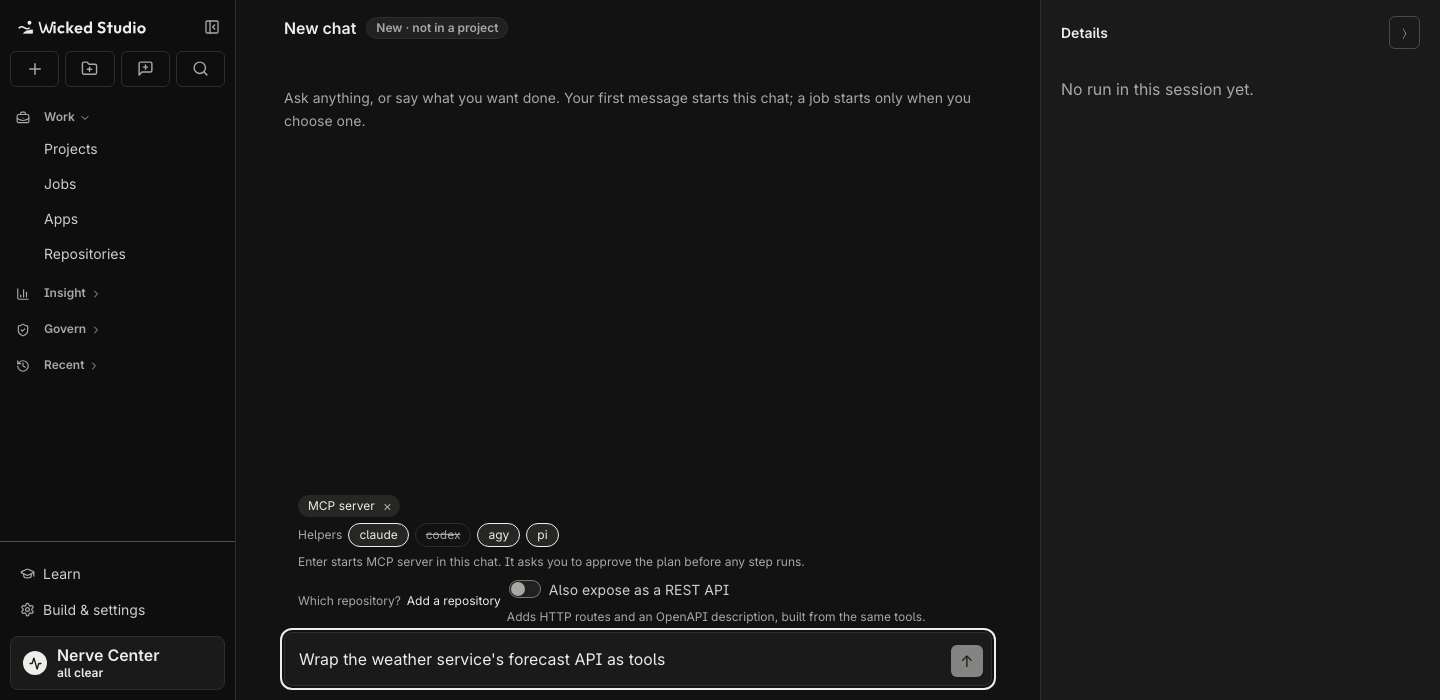 Wicked Studio
Work
Projects
Jobs
Apps
Repositories
Insight
Govern
Recent
Learn
Build & settings
Nerve Center
all clear
New chat
New · not in a project
Ask anything, or say what you want done. Your first message starts this chat; a job starts only when you
choose one.
MCP server ×
Helpers claude codex agy pi
Enter starts MCP server in this chat. It asks you to approve the plan before any step runs.
Which repository? Add a repository
Also expose as a REST API
Adds HTTP routes and an OpenAPI description, built from the same tools.
Wrap the weather service's forecast API as tools
Details
No run in this session yet.